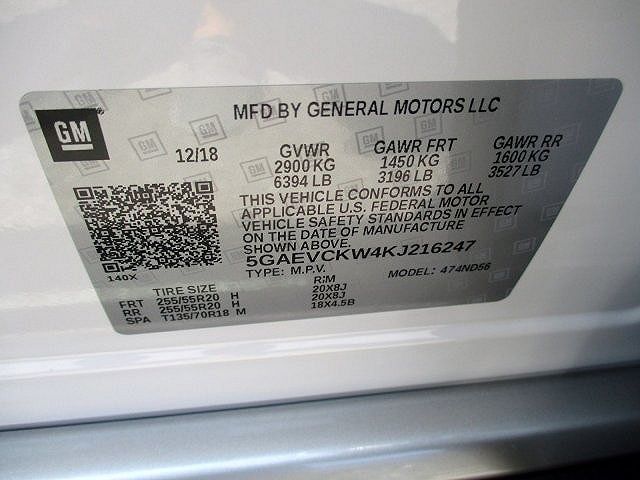 MFD BY GENERAL MOTORS LLC
GM
12/18 GVWR GAWR FRT GAWR RR
2900 KG 1450 KG 1600 KG
6394 LB 3196 LB 3527 LB
THIS VEHICLE CONFORMS TO ALL
APPLICABLE U.S. FEDERAL MOTOR
VEHICLE SAFETY STANDARDS IN EFFECT
ON THE DATE OF MANUFACTURE
SHOWN ABOVE.
5GAEVCKW4KJ216247
140X TYPE: M.P.V. MODEL: 474ND56
TIRE SIZE RIM
FRT 255/55R20 H 20X8J
RR 255/55R20 H 20X8J
SPA T135/70R18 M 18X4.5B